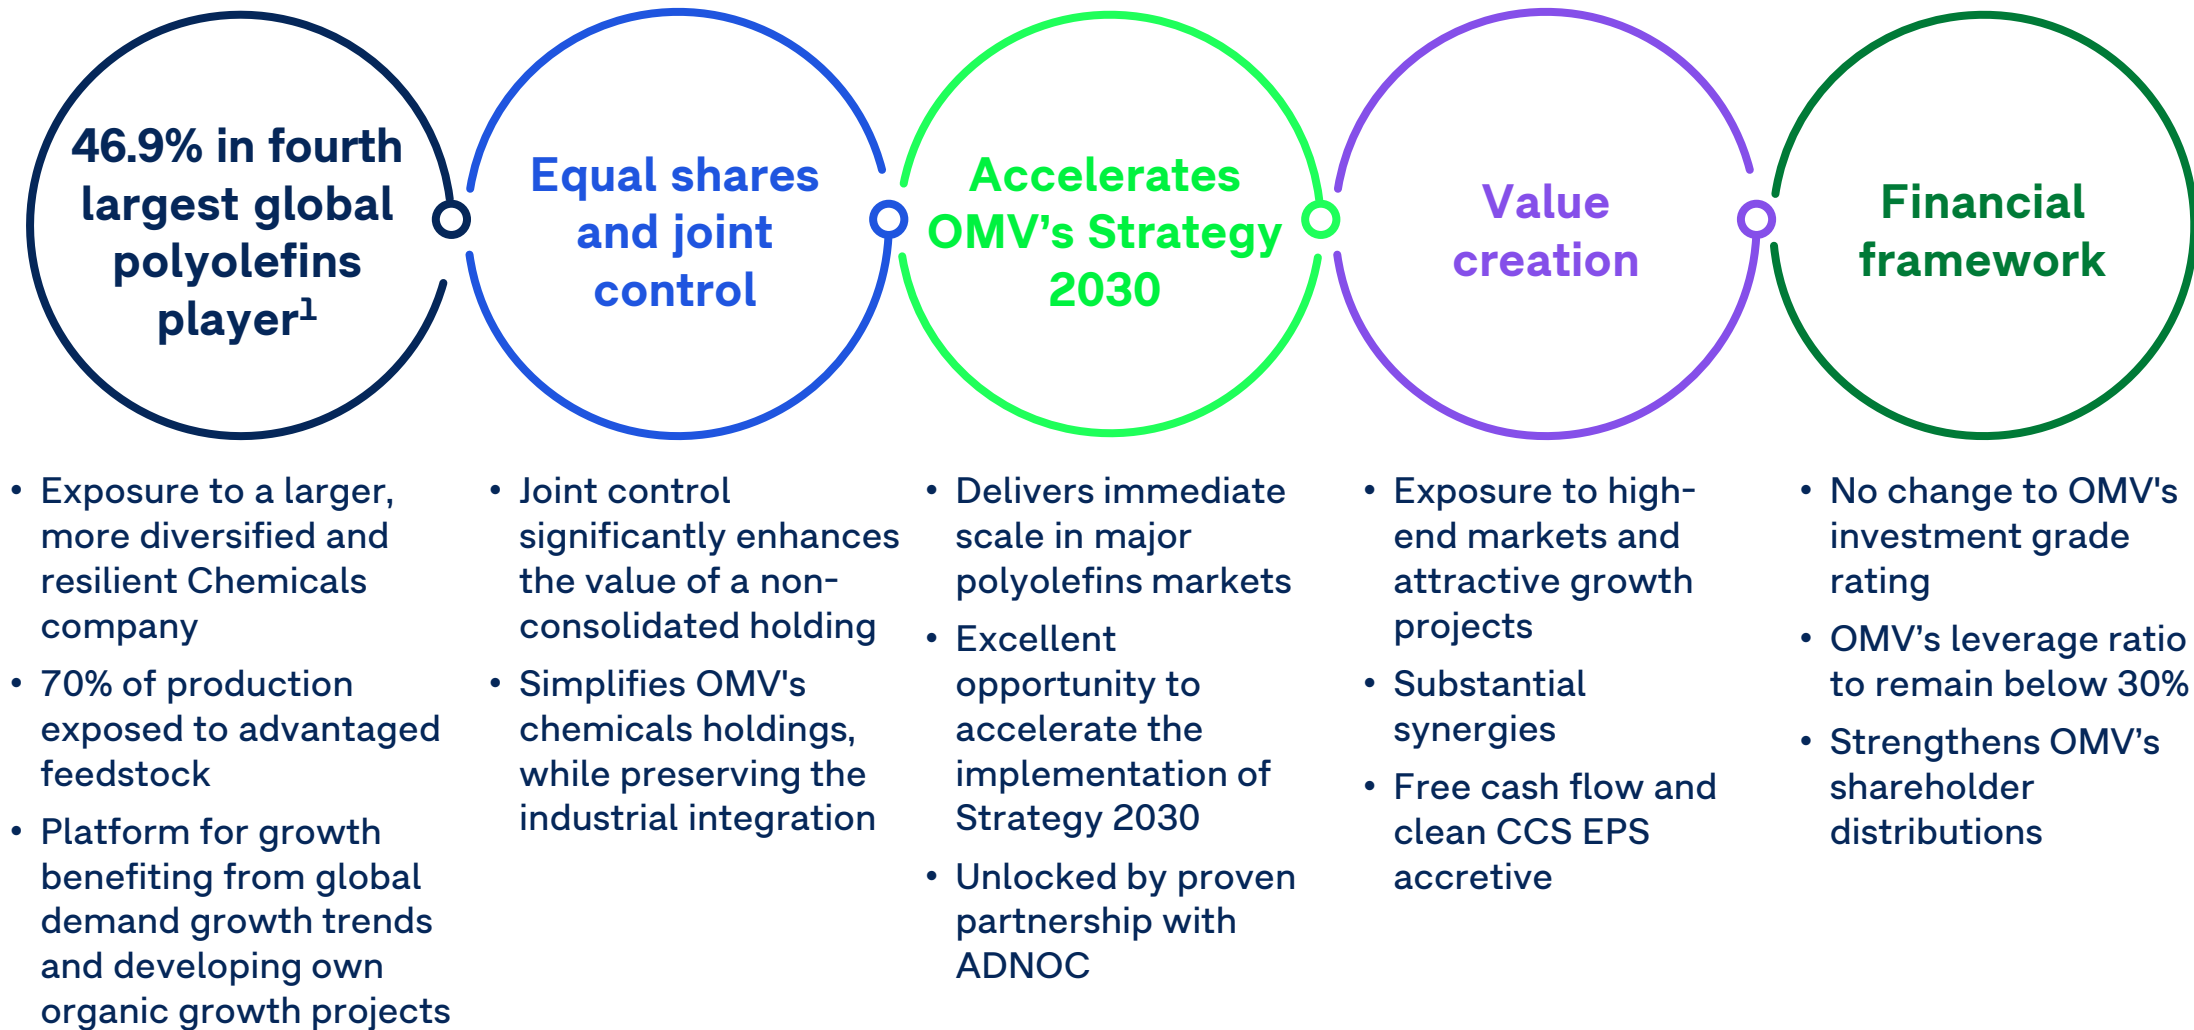 46.9% in fourth
largest global
polyolefins
player¹
Equal shares
and joint
control
Accelerates
OMV’s Strategy
2030
Value
creation
Financial
framework
• Exposure to a larger,
more diversified and
resilient Chemicals
company
• 70% of production
exposed to advantaged
feedstock
• Platform for growth
benefiting from global
demand growth trends
and developing own
organic growth projects
• Joint control
significantly enhances
the value of a non-
consolidated holding
• Simplifies OMV's
chemicals holdings,
while preserving the
industrial integration
• Delivers immediate
scale in major
polyolefins markets
• Excellent
opportunity to
accelerate the
implementation of
Strategy 2030
• Unlocked by proven
partnership with
ADNOC
• Exposure to high-
end markets and
attractive growth
projects
• Substantial
synergies
• Free cash flow and
clean CCS EPS
accretive
• No change to OMV's
investment grade
rating
• OMV’s leverage ratio
to remain below 30%
• Strengthens OMV’s
shareholder
distributions